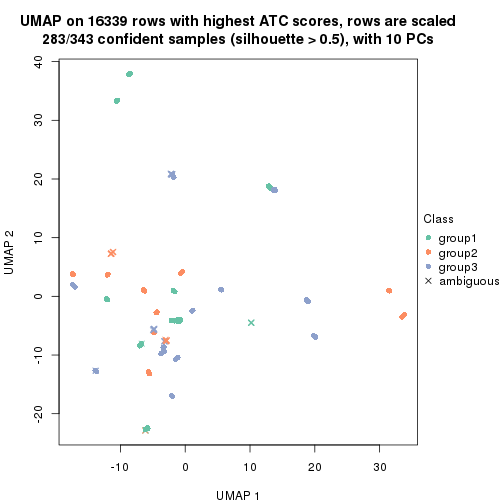 UMAP on 16339 rows with highest ATC scores, rows are scaled
283/343 confident samples (silhouette > 0.5), with 10 PCs
40
30
20
10
0
-10
-20
UMAP 2
-10
0
10
20
30
UMAP 1
Class
group1
group2
group3
ambiguous